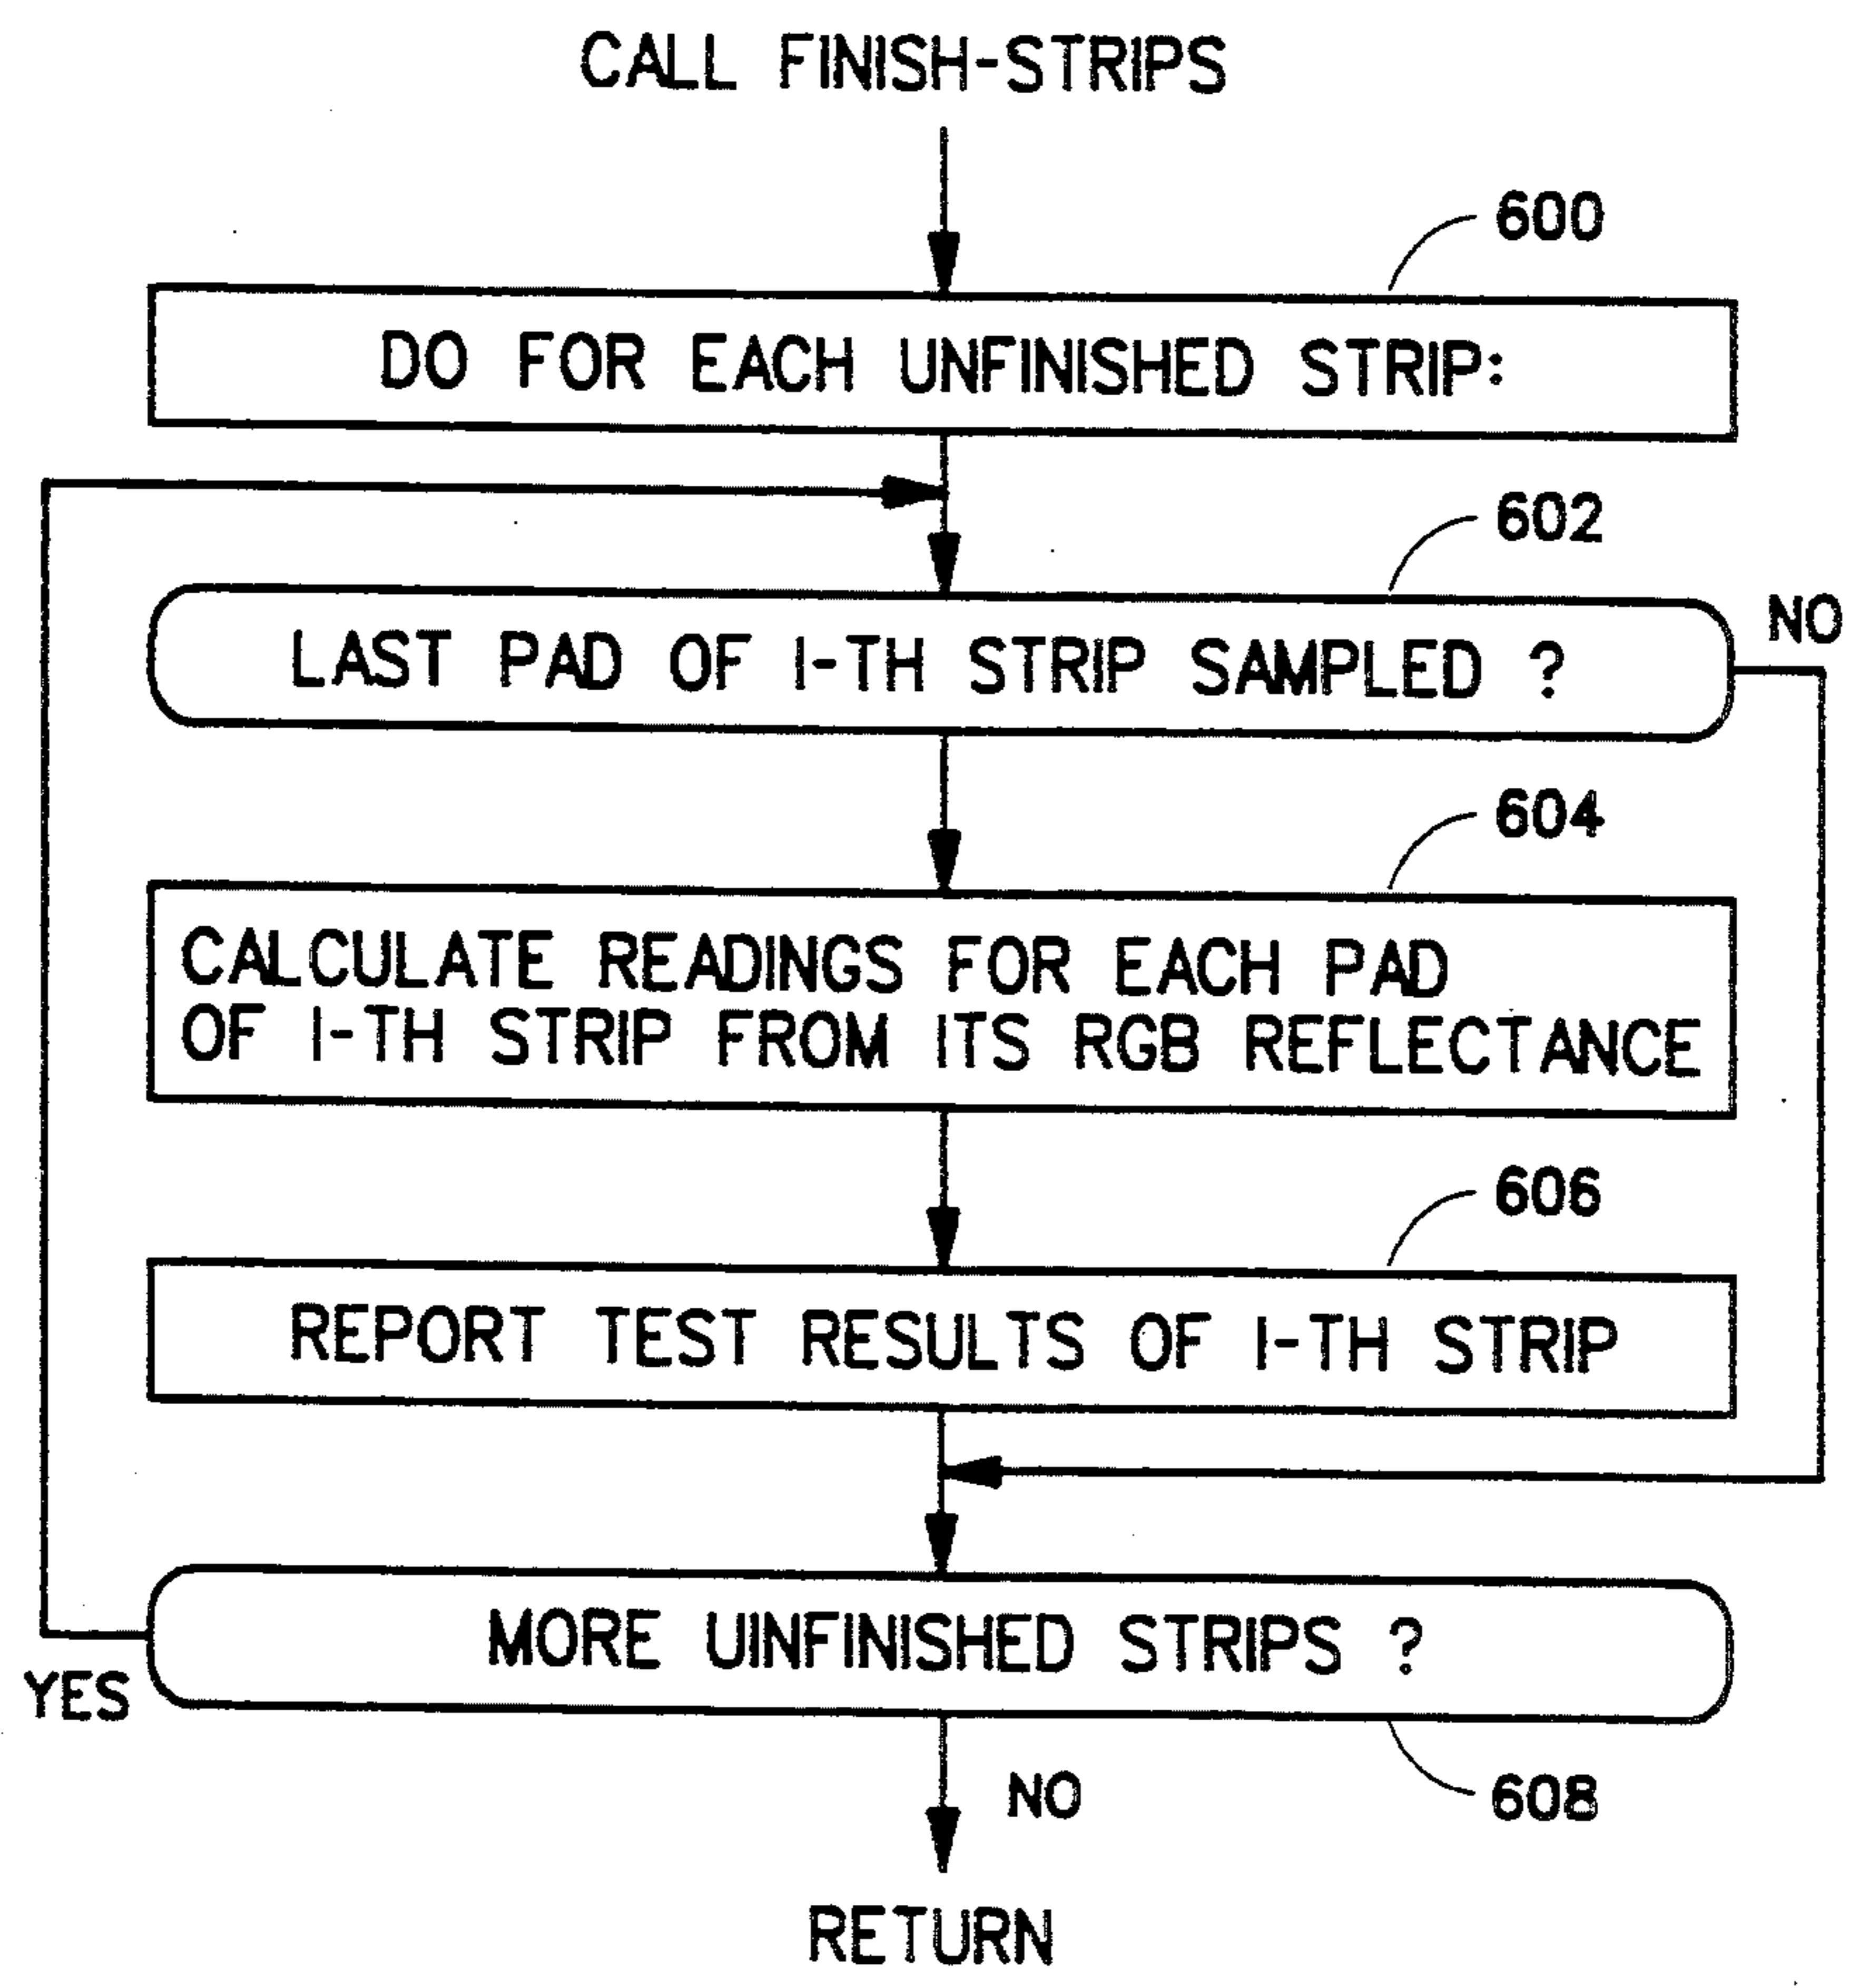 CALL FINISH-STRIPS
600
DO FOR EACH UNFINISHED STRIP:
602
LAST PAD OF I-TH STRIP SAMPLED ?
NO
604
CALCULATE READINGS FOR EACH PAD
OF I-TH STRIP FROM ITS RGB REFLECTANCE
606
REPORT TEST RESULTS OF I-TH STRIP
MORE UINFINISHED STRIPS ?
YES
NO
608
RETURN